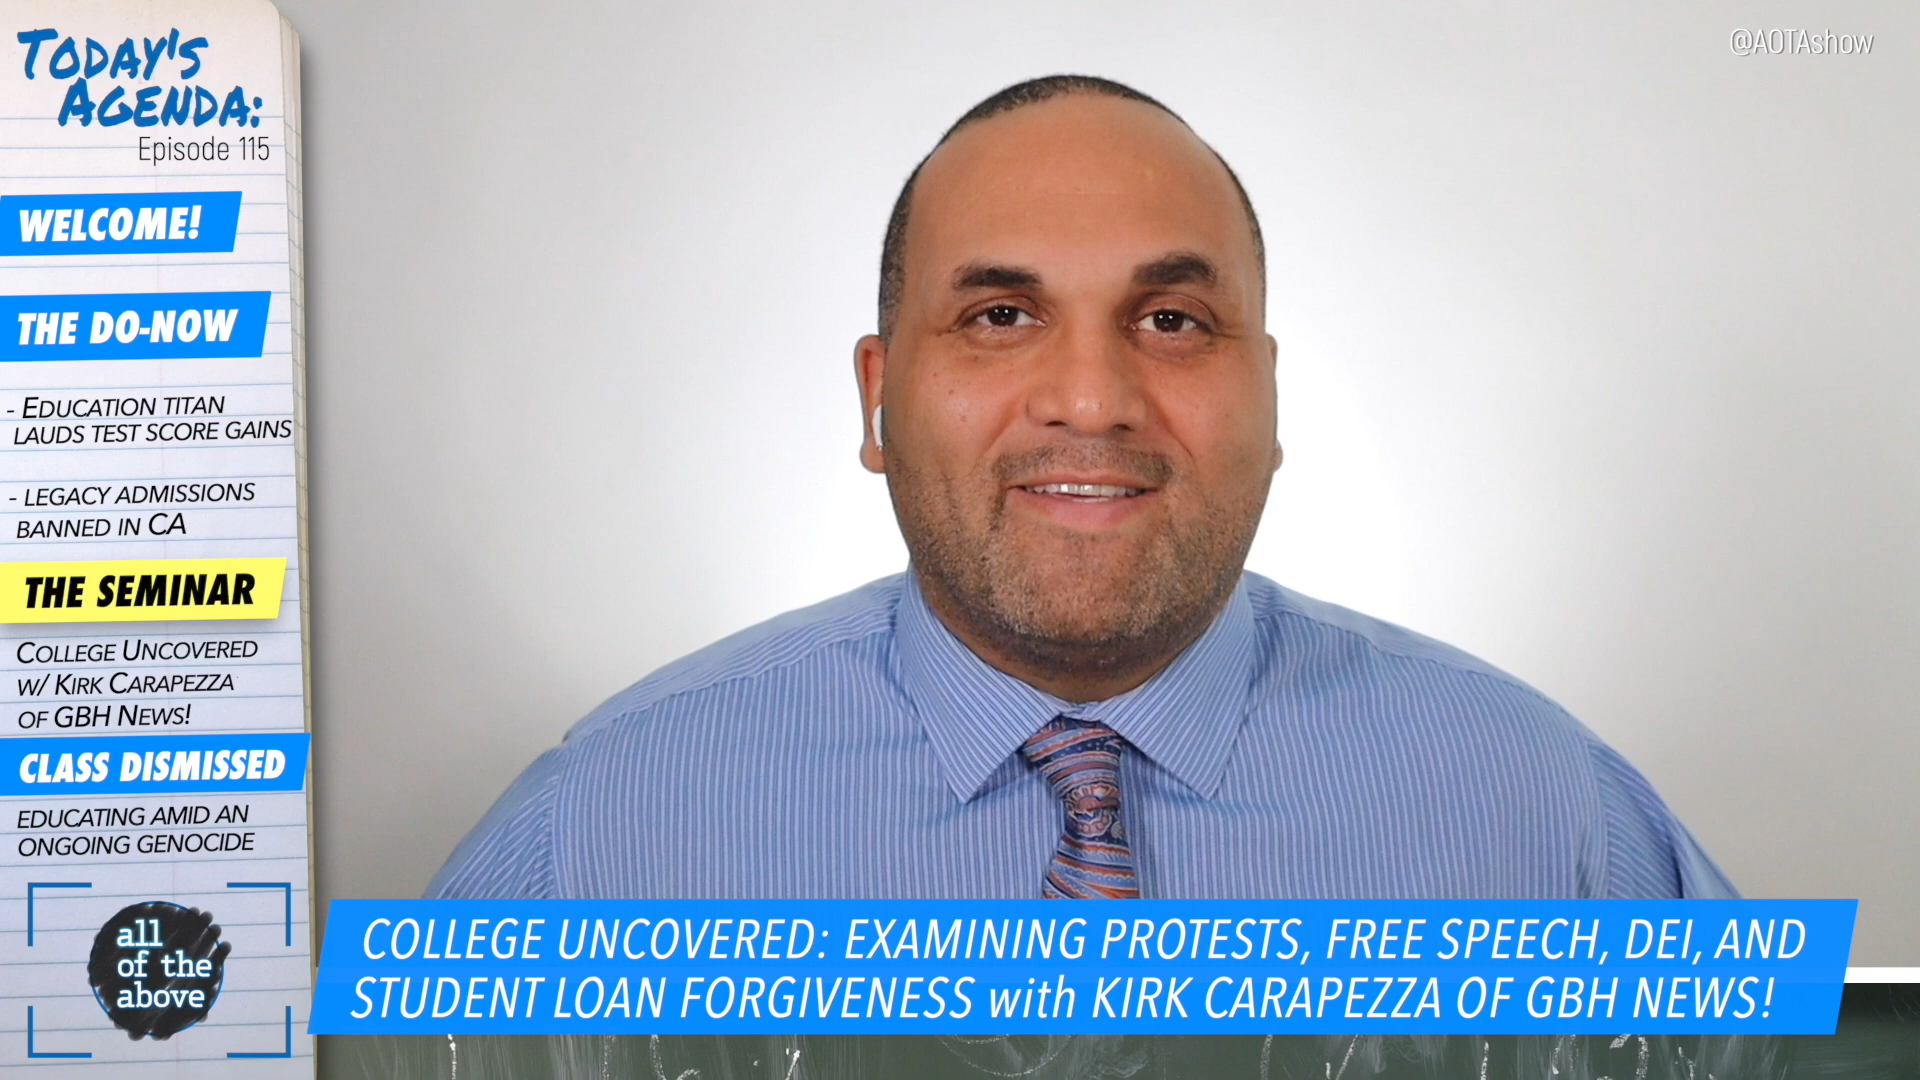 TODAY'S
AGENDA:
Episode 115
WELCOME!
THE DO-NOW
- EDUCATION TITAN
LAUDS TEST SCORE GAINS
- LEGACY ADMISSIONS
BANNED IN CA
THE SEMINAR
COLLEGE UNCOVERED
W/ KIRK CARAPEZZA
OF GBH NEWS!
CLASS DISMISSED
EDUCATING AMID AN
ONGOING GENOCIDE
all
of the
above
@AOTAshow
COLLEGE UNCOVERED: EXAMINING PROTESTS, FREE SPEECH, DEI, AND
STUDENT LOAN FORGIVENESS with KIRK CARAPEZZA OF GBH NEWS!